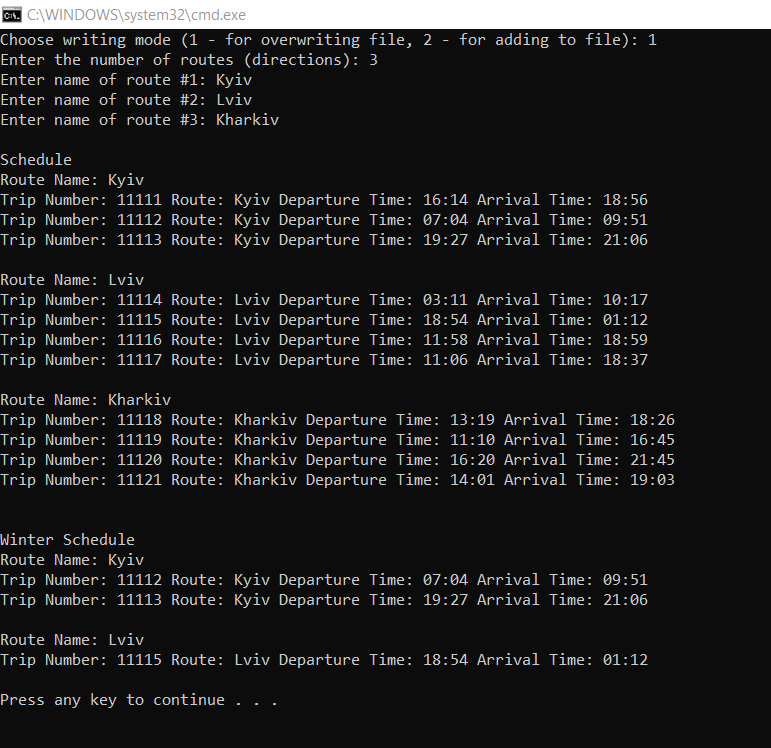 C:\WINDOWS\system32\cmd.exe
Choose writing mode (1 - for overwriting file, 2 - for adding to file): 1
Enter the number of routes (directions): 3
Enter name of route #1: Kyiv
Enter name of route #2: Lviv
Enter name of route #3: Kharkiv
Schedule
Route Name: Kyiv
Trip Number: 11111 Route: Kyiv Departure Time: 16:14 Arrival Time: 18:56
Trip Number: 11112 Route: Kyiv Departure Time: 07:04 Arrival Time: 09:51
Trip Number: 11113 Route: Kyiv Departure Time: 19:27 Arrival Time: 21:06
Route Name: Lviv
Trip Number: 11114 Route: Lviv Departure Time: 03:11 Arrival Time: 10:17
Trip Number: 11115 Route: Lviv Departure Time: 18:54 Arrival Time: 01:12
Trip Number: 11116 Route: Lviv Departure Time: 11:58 Arrival Time: 18:59
Trip Number: 11117 Route: Lviv Departure Time: 11:06 Arrival Time: 18:37
Route Name: Kharkiv
Trip Number: 11118 Route: Kharkiv Departure Time: 13:19 Arrival Time: 18:26
Trip Number: 11119 Route: Kharkiv Departure Time: 11:10 Arrival Time: 16:45
Trip Number: 11120 Route: Kharkiv Departure Time: 16:20 Arrival Time: 21:45
Trip Number: 11121 Route: Kharkiv Departure Time: 14:01 Arrival Time: 19:03
Winter Schedule
Route Name: Kyiv
Trip Number: 11112 Route: Kyiv Departure Time: 07:04 Arrival Time: 09:51
Trip Number: 11113 Route: Kyiv Departure Time: 19:27 Arrival Time: 21:06
Route Name: Lviv
Trip Number: 11115 Route: Lviv Departure Time: 18:54 Arrival Time: 01:12
Press any key to continue . . .